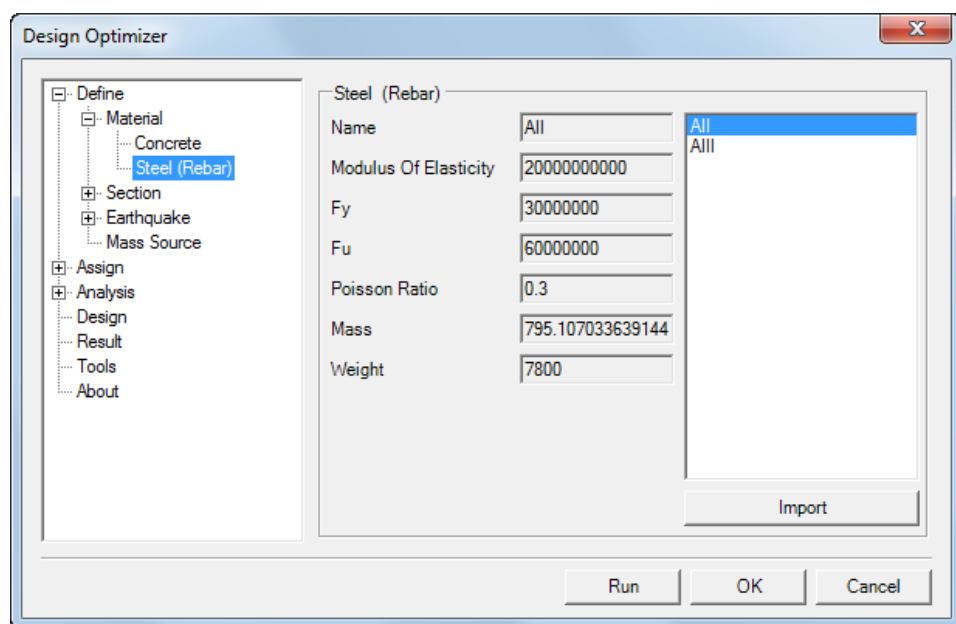 Design Optimizer
Define
Material
Concrete
Steel (Rebar)
Section
Earthquake
Mass Source
Assign
Analysis
Design
Result
Tools
About
Steel (Rebar)
Name AII
Modulus Of Elasticity 20000000000
Fy 30000000
Fu 60000000
Poisson Ratio 0.3
Mass 795.107033639144
Weight 7800
AII
AIII
Import
Run OK Cancel